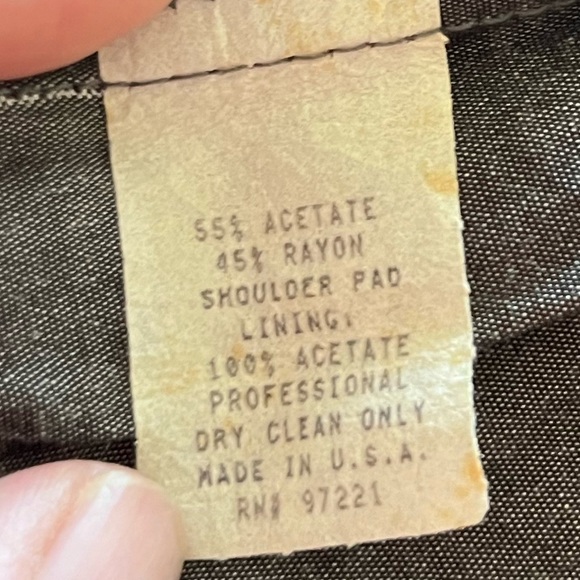 55% ACETATE
45% RAYON
SHOULDER PAD
LINING:
100% ACETATE
PROFESSIONAL
DRY CLEAN ONLY
MADE IN U.S.A.
RN# 97221